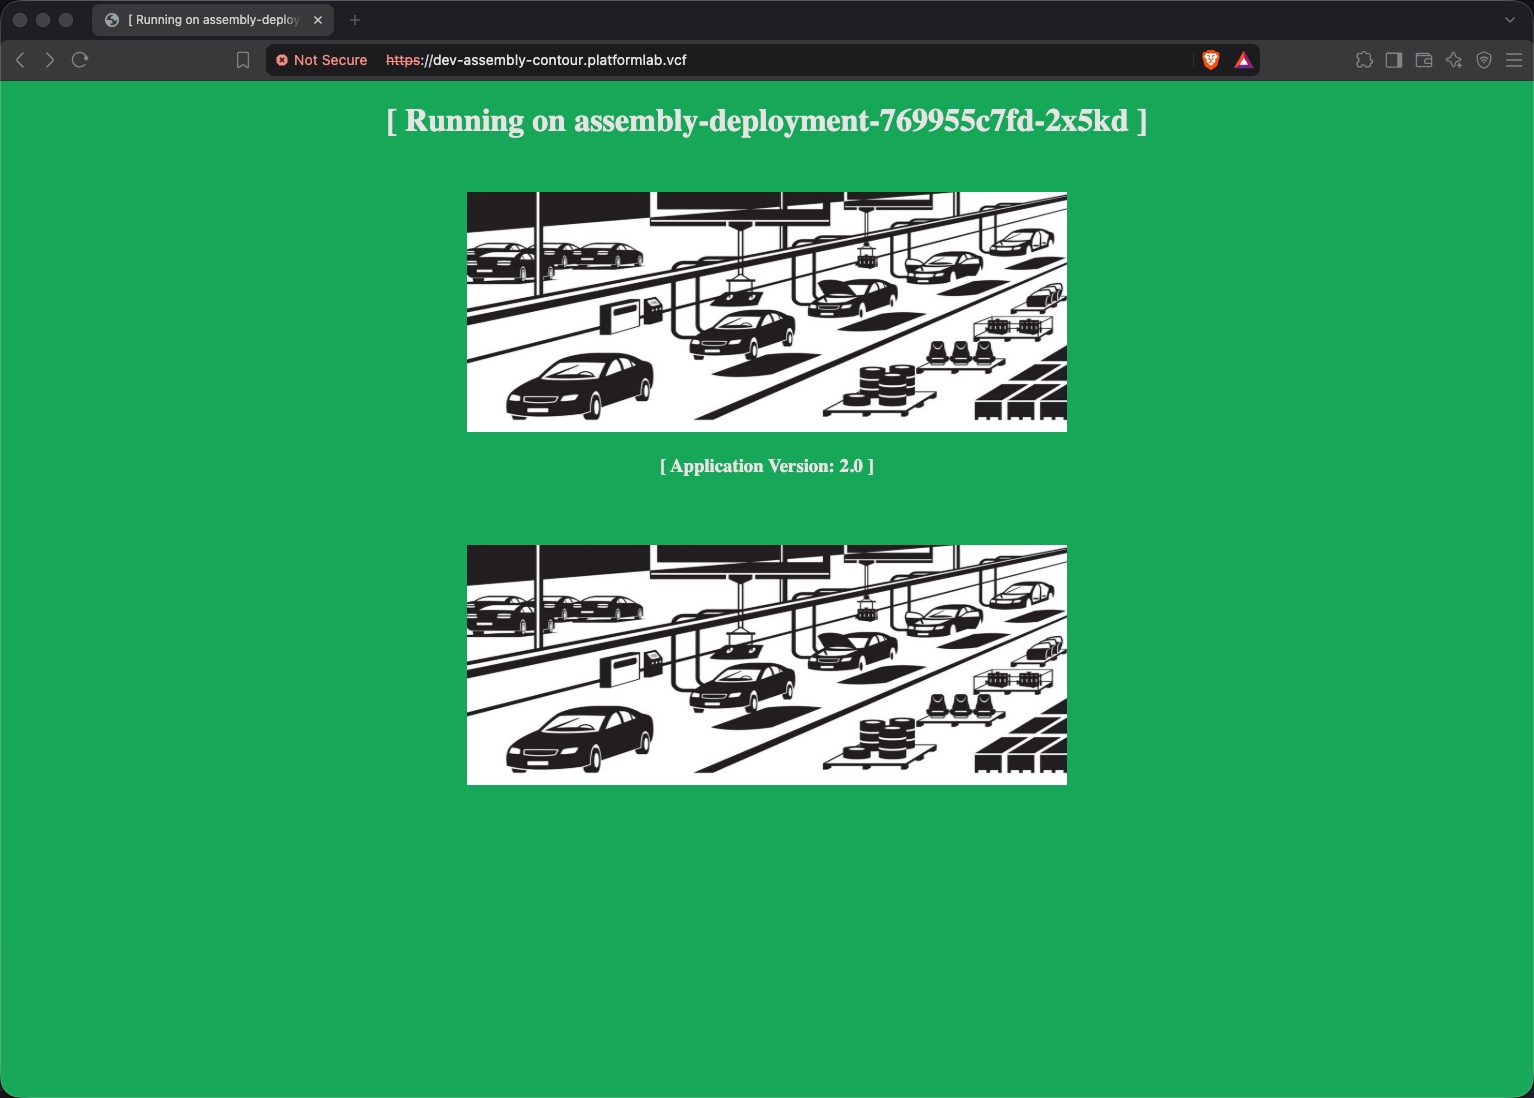 [ Running on assembly-deploy
Not Secure https://dev-assembly-contour.platformlab.vcf
[ Running on assembly-deployment-769955c7fd-2x5kd ]
[ Application Version: 2.0 ]